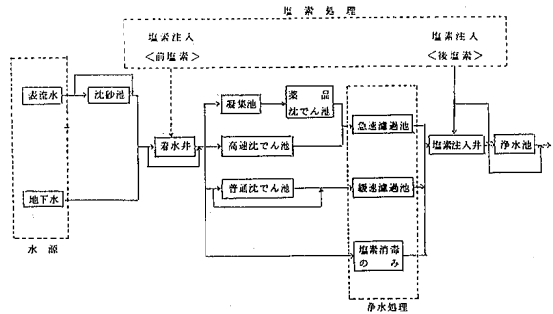 塩素処理
塩素注入
＜前塩素＞
塩素注入
＜後塩素＞
表流水
沈砂池
地下水
水源
着水井
凝集池
薬品
沈でん池
高速沈でん池
普通沈でん池
急速濾過池
緩速濾過池
塩素消毒
のみ
浄水処理
塩素注入井
浄水池